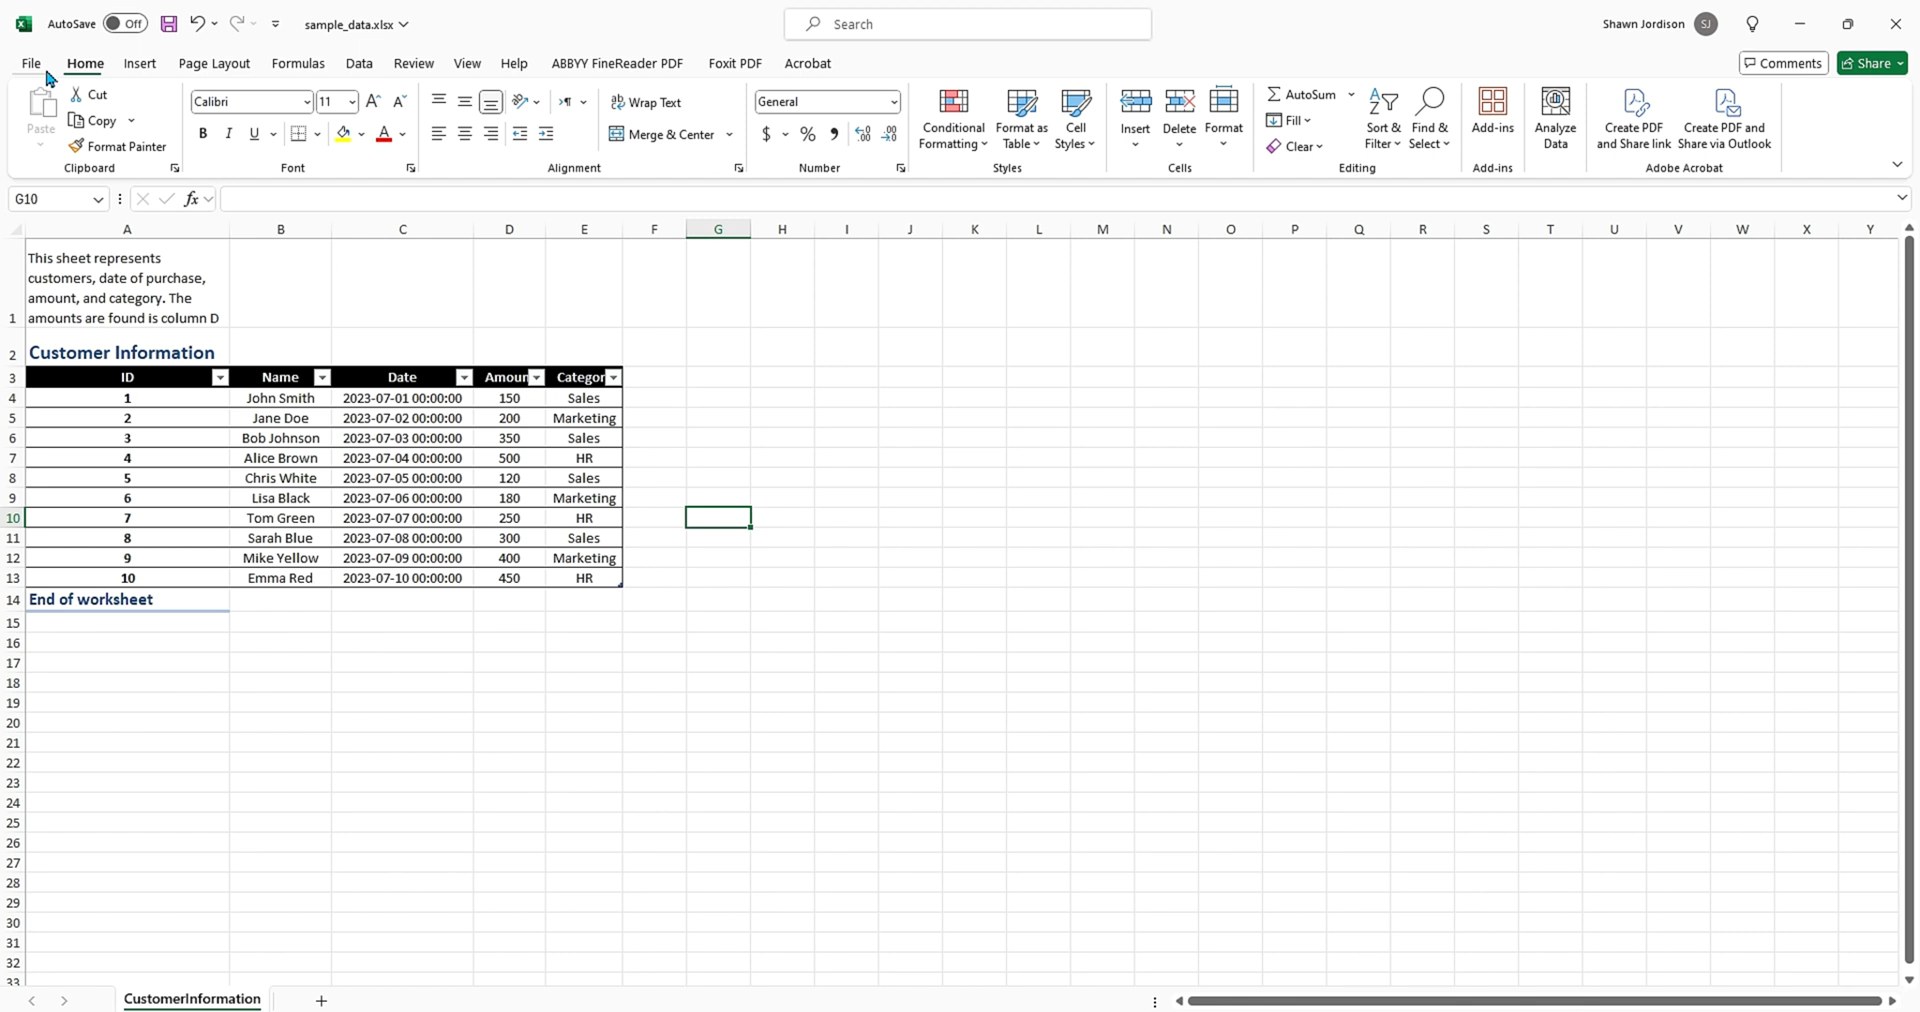 AutoSave Off sample_data.xlsx Search Shawn Jordison SJ
File Home Insert Page Layout Formulas Data Review View Help ABBYY FineReader PDF Foxit PDF Acrobat Comments Share
Paste
Cut
Copy
Format Painter
Clipboard
Calibri 11
B I U A
Font
Wrap Text
Merge & Center
Alignment
General
$ % 9
Number
Conditional Formatting
Format as Table
Cell Styles
Styles
Insert Delete Format
Cells
AutoSum
Fill
Clear
Sort & Filter
Find & Select
Editing
Add-ins
Add-ins
Analyze Data
Create PDF and Share link
Create PDF and Share via Outlook
Adobe Acrobat
G10 fx
A B C D E F G H I J K L M N O P Q R S T U V W X Y
This sheet represents
customers, date of purchase,
amount, and category. The
1 amounts are found is column D
2 Customer Information
3 ID Name Date Amoun Categor
4 1 John Smith 2023-07-01 00:00:00 150 Sales
5 2 Jane Doe 2023-07-02 00:00:00 200 Marketing
6 3 Bob Johnson 2023-07-03 00:00:00 350 Sales
7 4 Alice Brown 2023-07-04 00:00:00 500 HR
8 5 Chris White 2023-07-05 00:00:00 120 Sales
9 6 Lisa Black 2023-07-06 00:00:00 180 Marketing
10 7 Tom Green 2023-07-07 00:00:00 250 HR
11 8 Sarah Blue 2023-07-08 00:00:00 300 Sales
12 9 Mike Yellow 2023-07-09 00:00:00 400 Marketing
13 10 Emma Red 2023-07-10 00:00:00 450 HR
14 End of worksheet
15
16
17
18
19
20
21
22
23
24
25
26
27
28
29
30
31
32
33
CustomerInformation